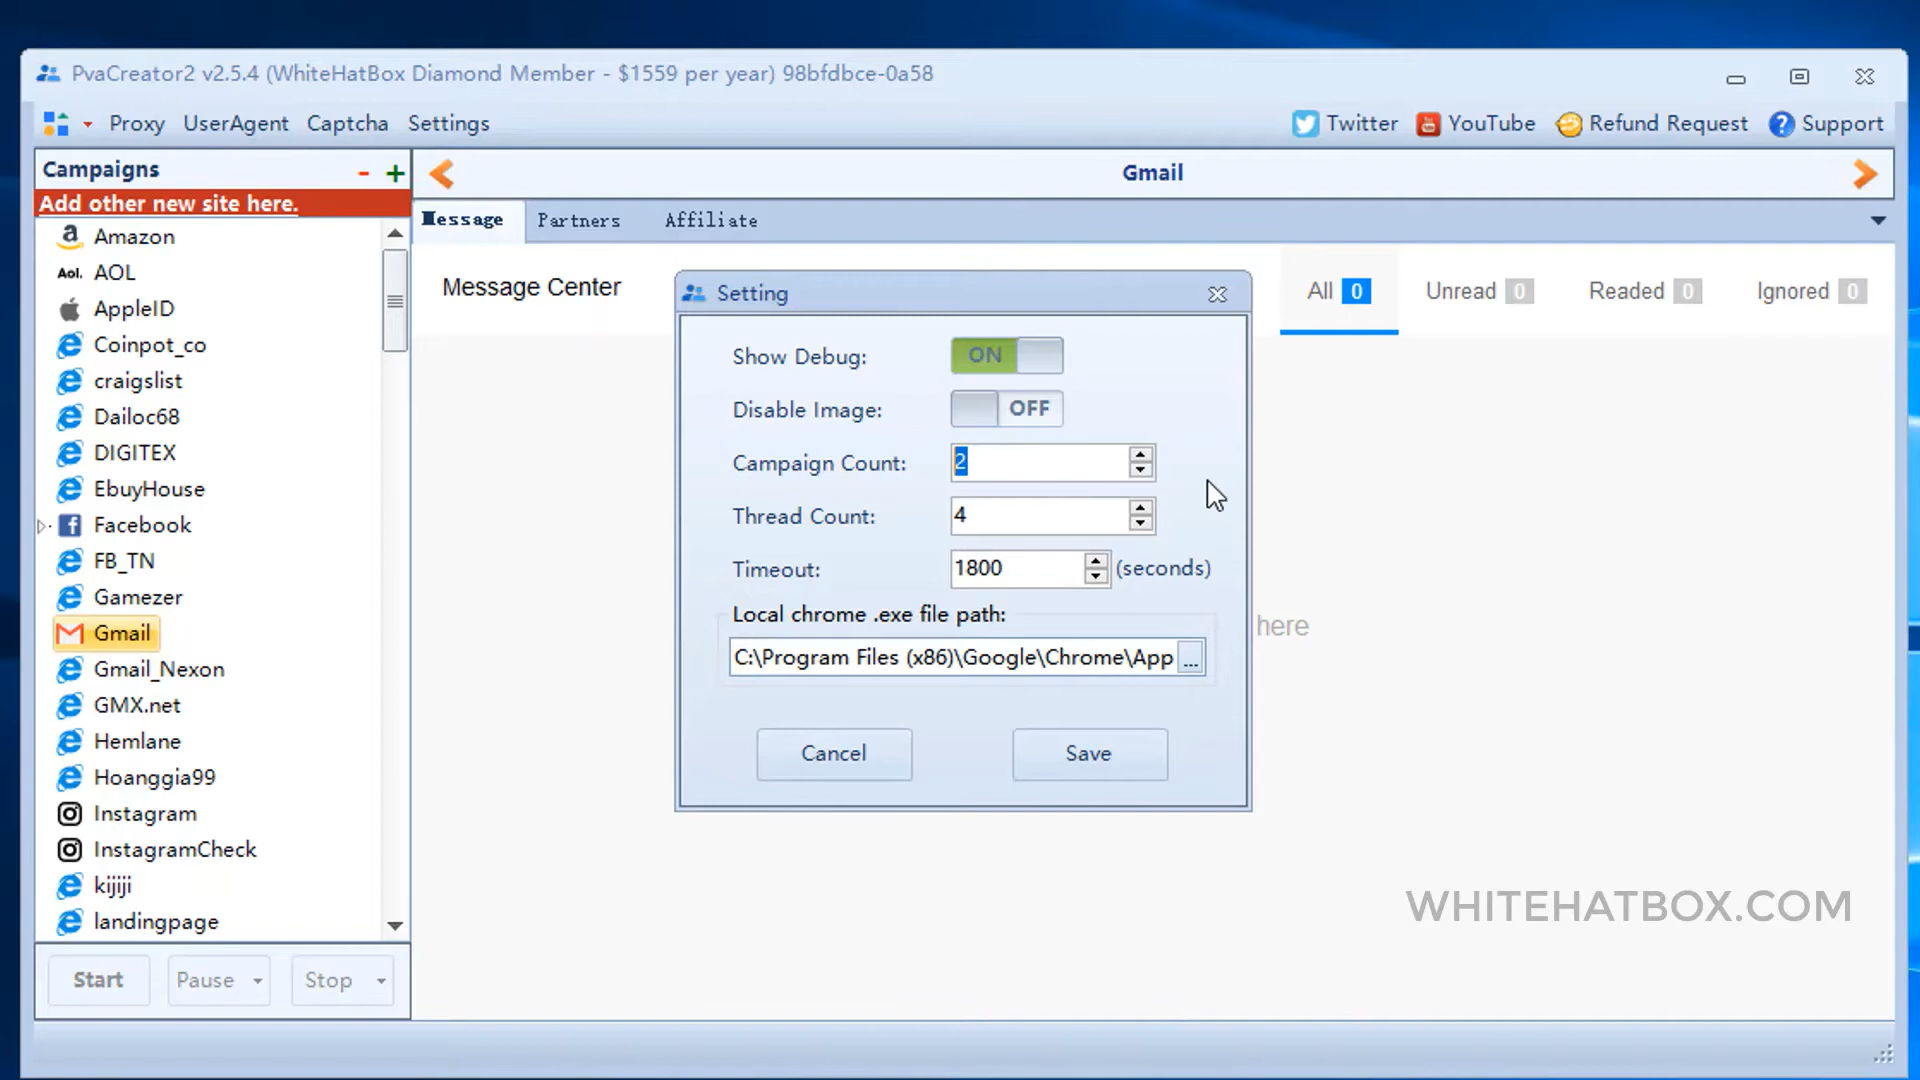 PvaCreator2 v2.5.4 (WhiteHatBox Diamond Member - $1559 per year) 98bfdbce-0a58
Proxy UserAgent Captcha Settings Twitter YouTube Refund Request Support
Campaigns - +
Add other new site here.
Amazon
Aol. AOL
AppleID
Coinpot_co
craigslist
Dailoc68
DIGITEX
EbuyHouse
Facebook
FB_TN
Gamezer
Gmail
Gmail_Nexon
GMX.net
Hemlane
Hoanggia99
Instagram
InstagramCheck
kijiji
landingpage
Start Pause Stop
Gmail
Message Partners Affiliate
Message Center
All 0 Unread 0 Readed 0 Ignored 0
Setting
Show Debug: ON
Disable Image: OFF
Campaign Count: 2
Thread Count: 4
Timeout: 1800 (seconds)
Local chrome .exe file path:
C:\Program Files (x86)\Google\Chrome\App ...
Cancel Save
here
WHITEHATBOX.COM